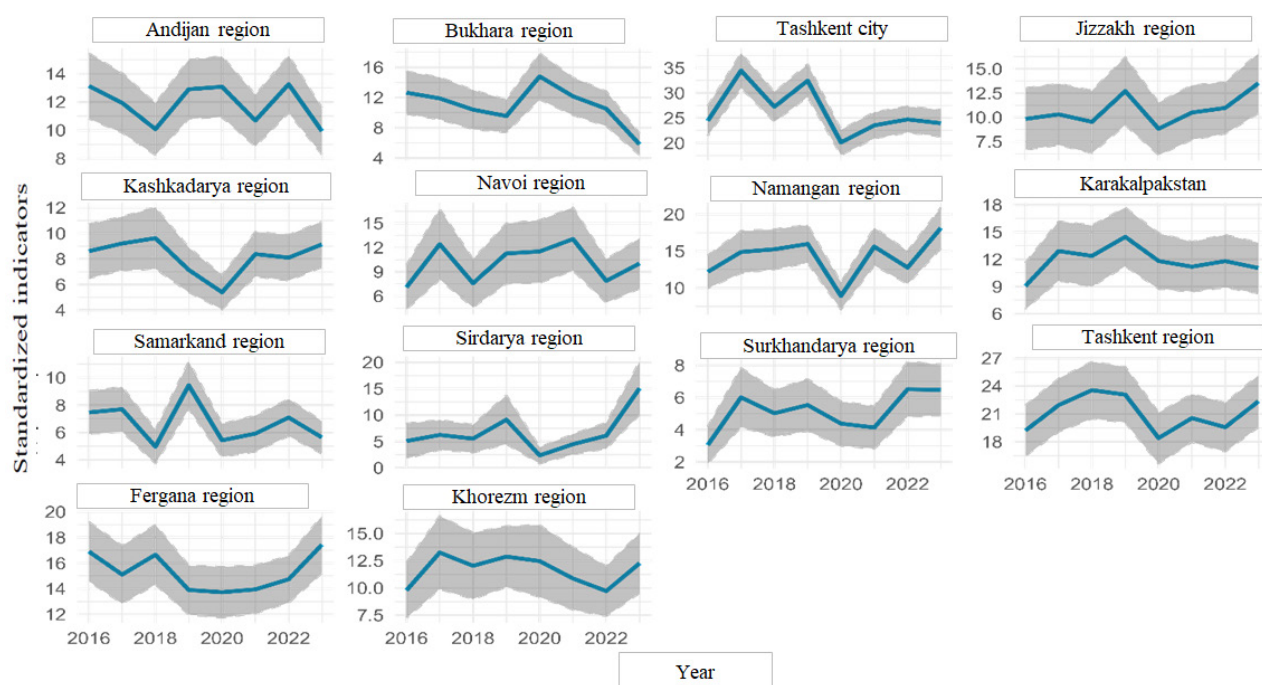 Standardized indicators
Andijan region
14
12
10
8
Bukhara region
16
12
8
4
Tashkent city
35
30
25
20
Jizzakh region
15.0
12.5
10.0
7.5
Kashkadarya region
12
10
8
6
4
Navoi region
15
12
9
6
Namangan region
20
15
10
Karakalpakstan
18
15
12
9
6
Samarkand region
10
8
6
4
Sirdarya region
20
15
10
5
0
Surkhandarya region
8
6
4
2
2016 2018 2020 2022
Tashkent region
27
24
21
18
2016 2018 2020 2022
Fergana region
20
18
16
14
12
2016 2018 2020 2022
Khorezm region
15.0
12.5
10.0
7.5
2016 2018 2020 2022
Year